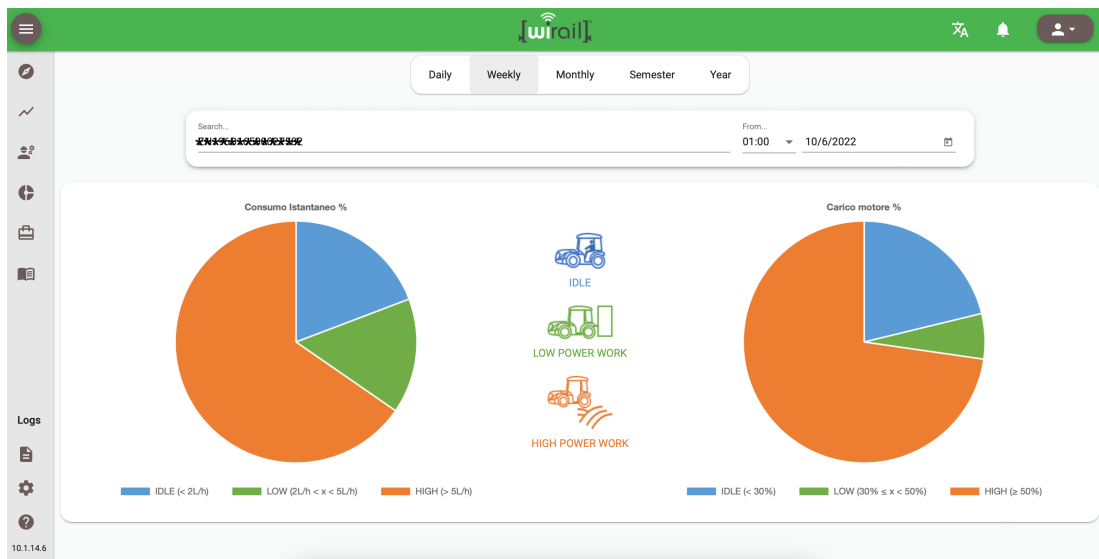 [wirail]
Daily Weekly Monthly Semester Year
Search...
From...
01:00 10/6/2022
Consumo Istantaneo %
Carico motore %
IDLE
LOW POWER WORK
HIGH POWER WORK
IDLE (< 2L/h) LOW (2L/h < x < 5L/h) HIGH (> 5L/h)
IDLE (< 30%) LOW (30% ≤ x < 50%) HIGH (≥ 50%)
Logs
10.1.14.6